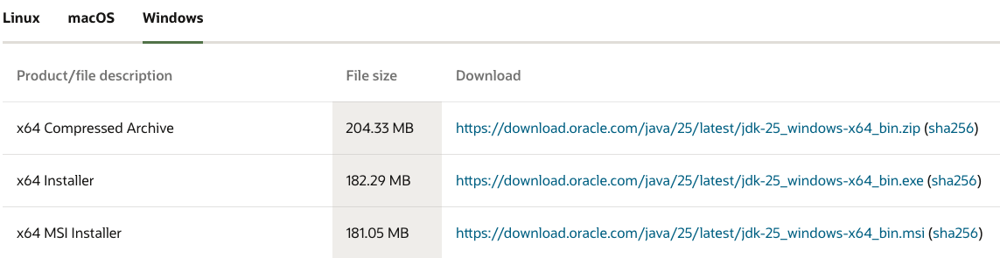 Linux macOS Windows
Product/file description File size Download
x64 Compressed Archive 204.33 MB https://download.oracle.com/java/25/latest/jdk-25_windows-x64_bin.zip (sha256)
x64 Installer 182.29 MB https://download.oracle.com/java/25/latest/jdk-25_windows-x64_bin.exe (sha256)
x64 MSI Installer 181.05 MB https://download.oracle.com/java/25/latest/jdk-25_windows-x64_bin.msi (sha256)